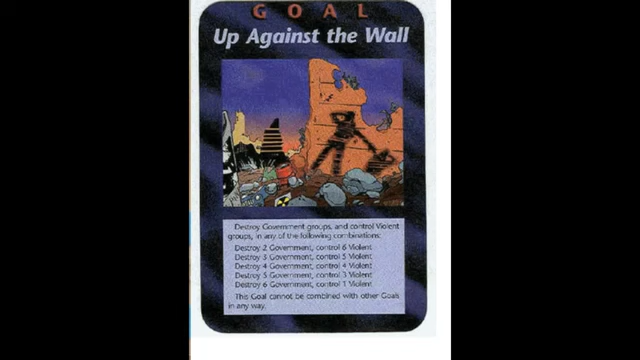 GOAL
Up Against the Wall
Destroy Government groups, and control Violent
groups, in any of the following combinations:
Destroy 2 Government, control 6 Violent
Destroy 3 Government, control 5 Violent
Destroy 4 Government, control 4 Violent
Destroy 5 Government, control 3 Violent
Destroy 6 Government, control 1 Violent
This Goal cannot be combined with other Goals
in any way.